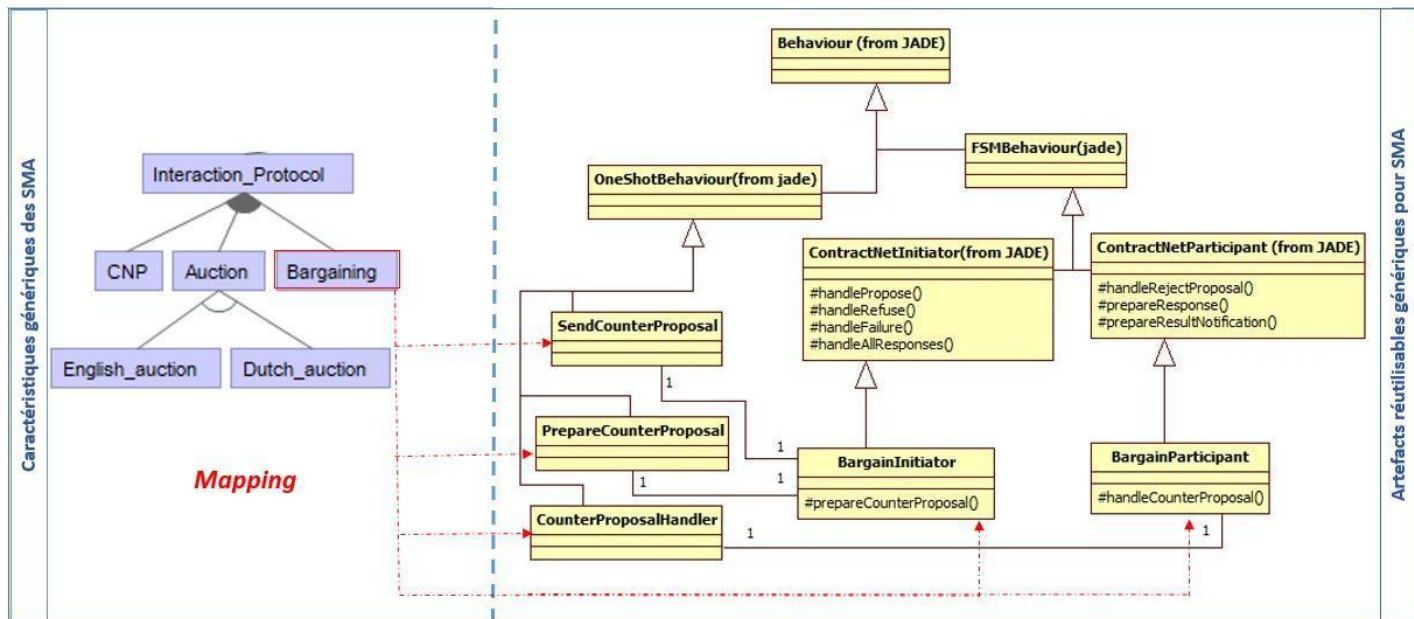 Caractéristiques génériques des SMA
Interaction_Protocol
CNP
Auction
Bargaining
English_auction
Dutch_auction
Mapping
Behaviour (from JADE)
FSMBehaviour(jade)
OneShotBehaviour(from jade)
ContractNetInitiator(from JADE)
#handlePropose()
#handleRefuse()
#handleFailure()
#handleAllResponses()
ContractNetParticipant (from JADE)
#handleRejectProposal()
#prepareResponse()
#prepareResultNotification()
SendCounterProposal
1
PrepareCounterProposal
1
1
1
BargainInitiator
#prepareCounterProposal()
BargainParticipant
#handleCounterProposal()
CounterProposalHandler
1
1
Artefacts réutilisables génériques pour SMA